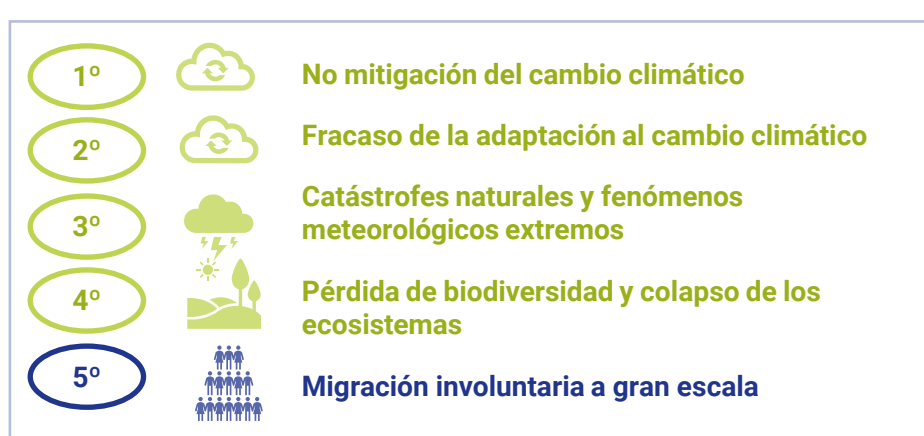 1º
No mitigación del cambio climático
2º
Fracaso de la adaptación al cambio climático
3º
Catástrofes naturales y fenómenos
meteorológicos extremos
4º
Pérdida de biodiversidad y colapso de los
ecosistemas
5º
Migración involuntaria a gran escala